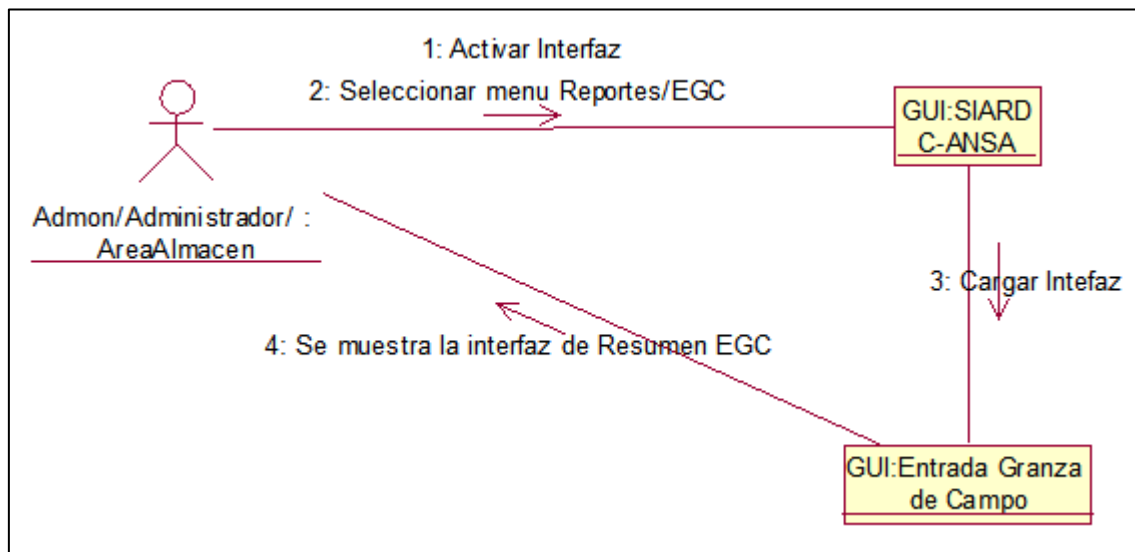 1: Activar Interfaz
2: Seleccionar menu Reportes/EGC
GUI:SIARD
C-ANSA
Admon/Administrador/ :
AreaAlmacen
3: Cargar Intefaz
4: Se muestra la interfaz de Resumen EGC
GUI:Entrada Granza
de Campo